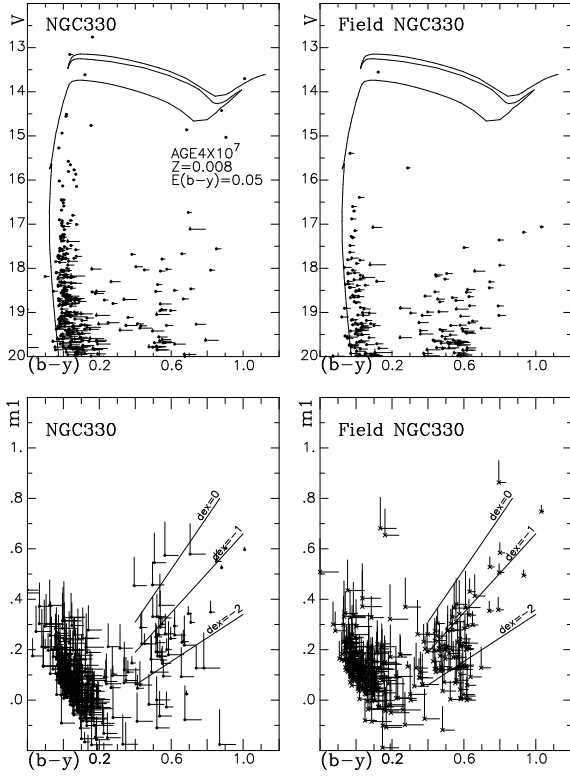 V
NGC330
13
14
15
16
17
18
19
20
AGE4X10^7
Z=0.008
E(b-y)=0.05
(b-y) 0.2 0.6 1.0
V
Field NGC330
13
14
15
16
17
18
19
20
(b-y) 0.2 0.6 1.0
m1
NGC330
1.
.8
.6
.4
.2
.0
dex=0
dex=-1
dex=-2
(b-y) 0.2 0.6 1.0
m1
Field NGC330
1.
.8
.6
.4
.2
.0
dex=0
dex=-1
dex=-2
(b-y) 0.2 0.6 1.0